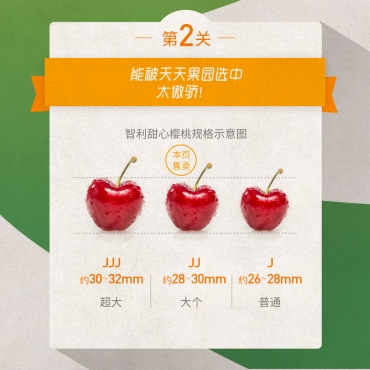 第2关
能被天天果园选中
太傲骄!
智利甜心樱桃规格示意图
本页
售卖
JJJ JJ J
约30~32mm 约28~30mm 约26~28mm
超大 大个 普通